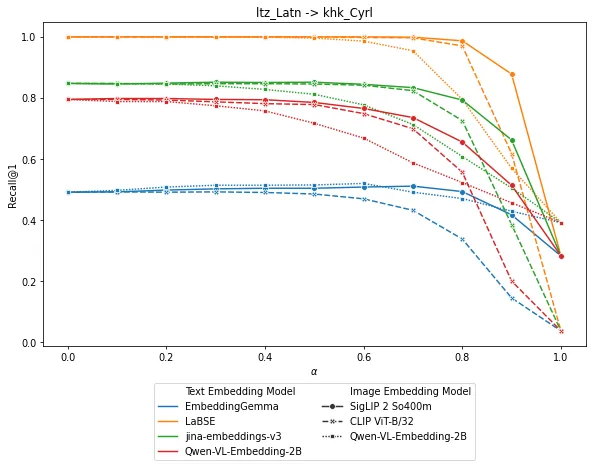 ltz_Latn -> khk_Cyrl
Recall@1
1.0
0.8
0.6
0.4
0.2
0.0
0.0 0.2 0.4 0.6 0.8 1.0
α
Text Embedding Model
EmbeddingGemma
LaBSE
jina-embeddings-v3
Qwen-VL-Embedding-2B
Image Embedding Model
SigLIP 2 So400m
CLIP ViT-B/32
Qwen-VL-Embedding-2B